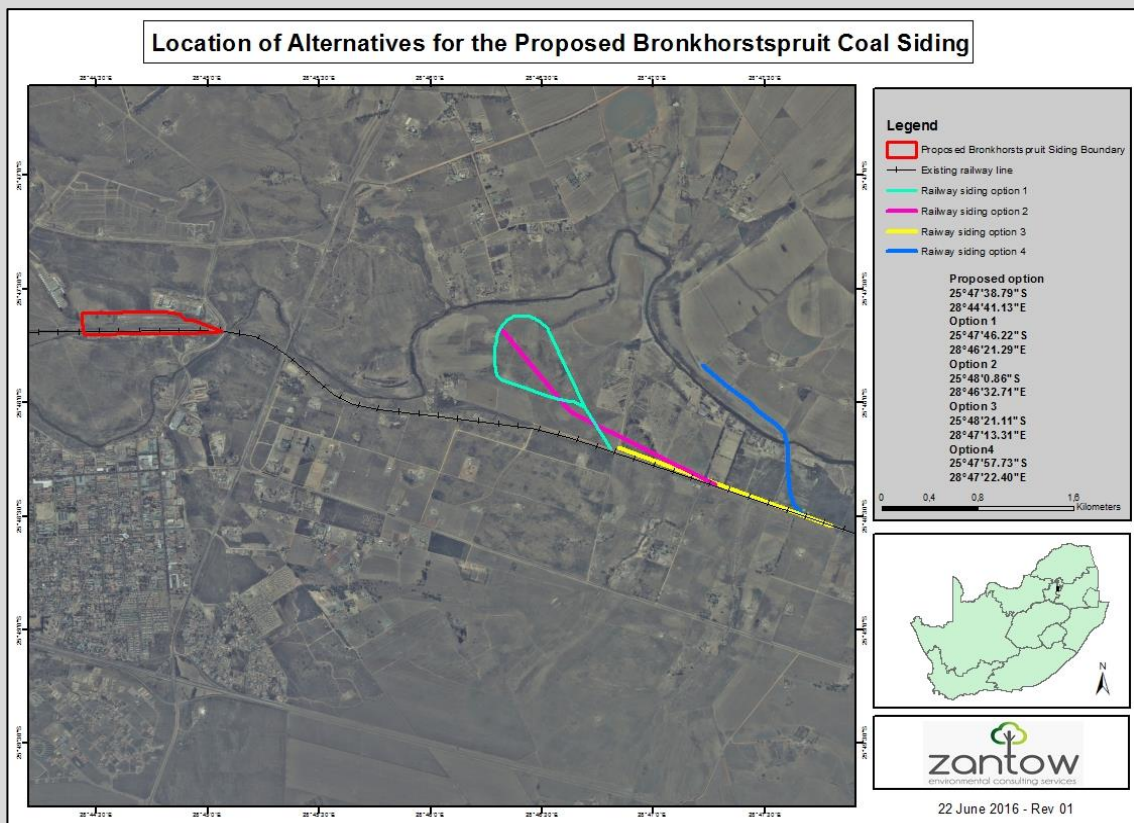 Location of Alternatives for the Proposed Bronkhorstspruit Coal Siding
Legend
Proposed Bronkhorstspruit Siding Boundary
Existing railway line
Railway siding option 1
Railway siding option 2
Railway siding option 3
Railway siding option 4
Proposed option
25°47'38.79"S
28°44'41.13"E
Option 1
25°47'46.22"S
28°46'21.29"E
Option 2
25°48'0.86"S
28°46'32.71"E
Option 3
25°48'21.11"S
28°47'13.31"E
Option4
25°47'57.73"S
28°47'22.40"E
0 0,4 0,8 1,6
Kilometers
N
zantow
environmental consulting services
22 June 2016 - Rev 01